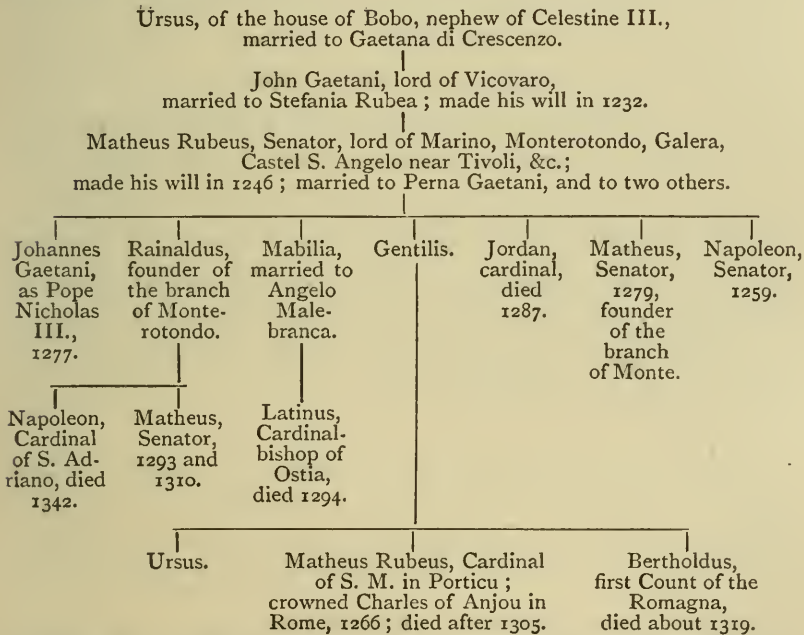 Ursus, of the house of Bobo, nephew of Celestine III.,
married to Gaetana di Crescenzo.
John Gaetani, lord of Vicovaro,
married to Stefania Rubea ; made his will in 1232.
Matheus Rubeus, Senator, lord of Marino, Monterotondo, Galera,
Castel S. Angelo near Tivoli, &c.;
made his will in 1246 ; married to Perna Gaetani, and to two others.
Johannes
Gaetani,
as Pope
Nicholas
III.,
1277.
Rainaldus,
founder of
the branch
of Monte-
rotondo.
Mabilia,
married to
Angelo
Male-
branca.
Gentilis.
Jordan,
cardinal,
died
1287.
Matheus,
Senator,
1279,
founder
of the
branch
of Monte.
Napoleon,
Senator,
1259.
Napoleon,
Cardinal
of S. Ad-
riano, died
1342.
Matheus,
Senator,
1293 and
1310.
Latinus,
Cardinal-
bishop of
Ostia,
died 1294.
Ursus.
Matheus Rubeus, Cardinal
of S. M. in Porticu ;
crowned Charles of Anjou in
Rome, 1266 ; died after 1305.
Bertholdus,
first Count of the
Romagna,
died about 1319.